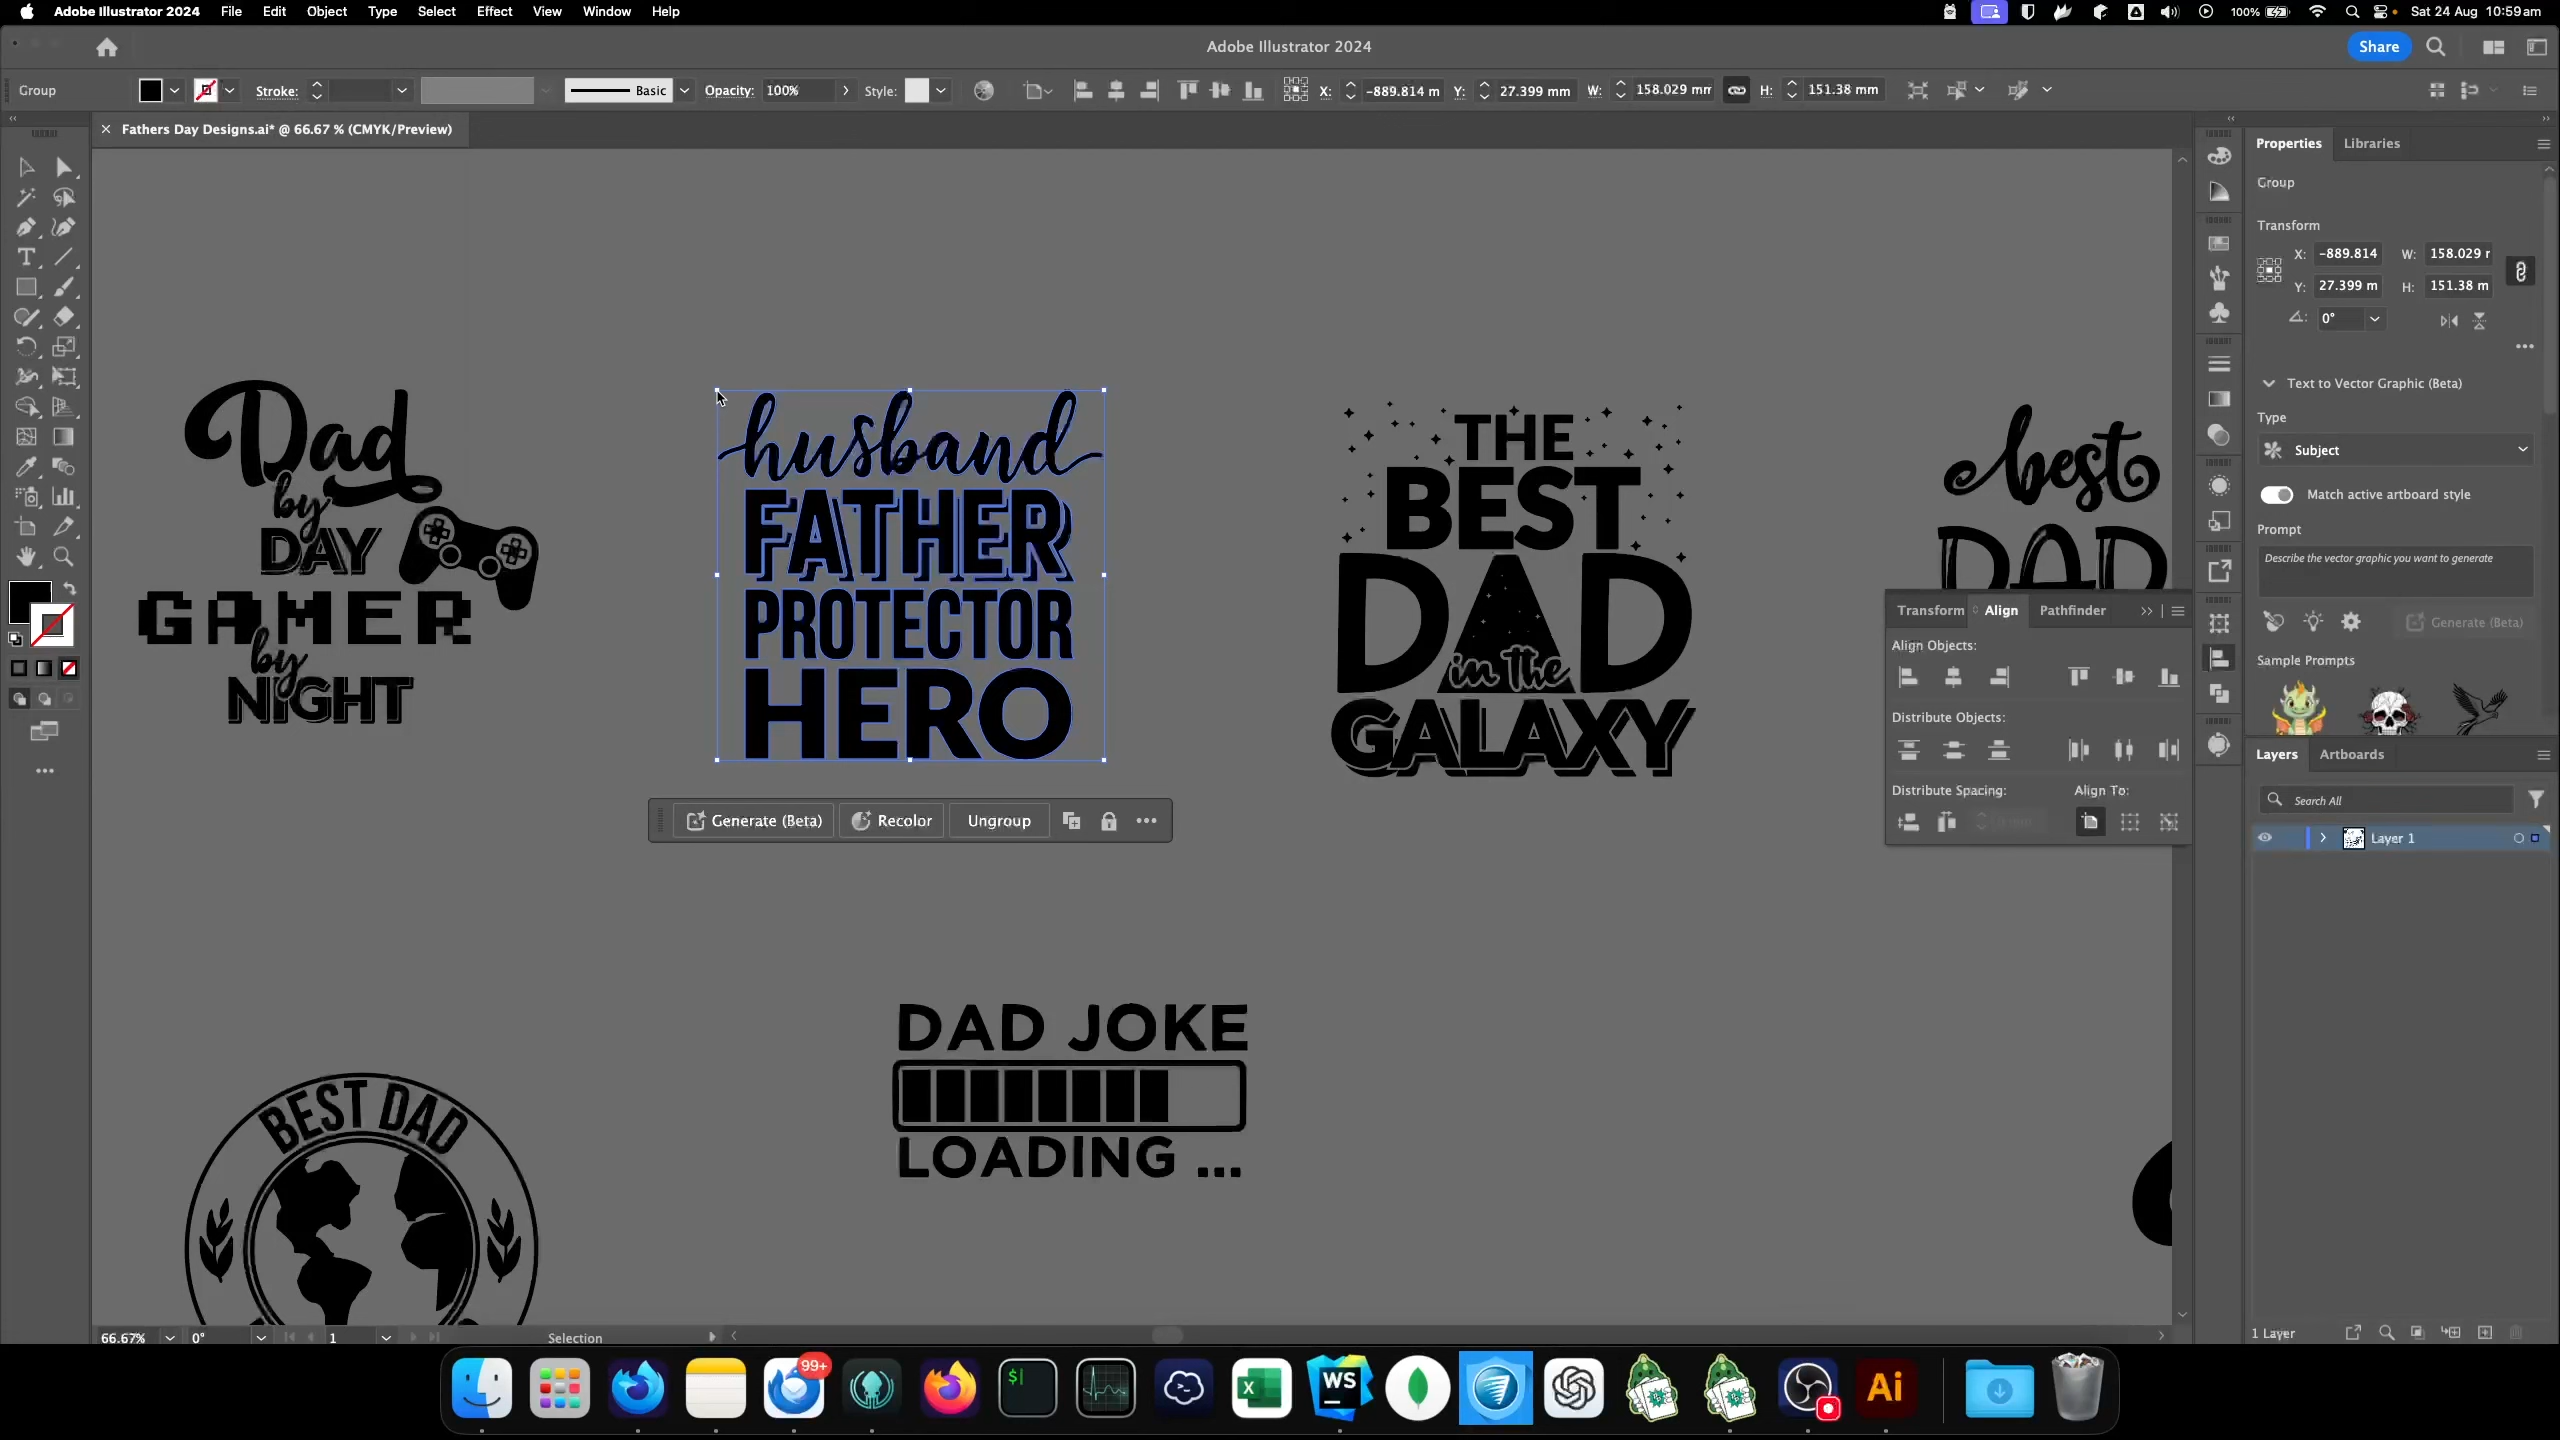 Adobe Illustrator 2024 File Edit Object Type Select Effect View Window Help
100% Sat 24 Aug 10:59 am
Adobe Illustrator 2024
Share
Group Stroke: Basic Opacity: 100% Style: X: -889.814 m Y: 27.399 mm W: 158.029 mm H: 151.38 mm
Fathers Day Designs.ai* @ 66.67 % (CMYK/Preview)
Properties Libraries
Group
Transform
X: -889.814 W: 158.029
Y: 27.399 m H: 151.38 m
0°
Text to Vector Graphic (Beta)
Type
Subject
Match active artboard style
Prompt
Describe the vector graphic you want to generate
Generate (Beta)
Sample Prompts
Dad
by
DAY
GAMER
by
NIGHT
husband
FATHER
PROTECTOR
HERO
THE
BEST
DAD
in the
GALAXY
best
DAD
Transform Align Pathfinder
Align Objects:
Distribute Objects:
Distribute Spacing: Align To:
Generate (Beta) Recolor Ungroup
Layers Artboards
Search All
Layer 1
DAD JOKE
LOADING ...
BEST DAD
66.67% 0° 1 Selection
1 Layer
99+
$
X
WS
Ai